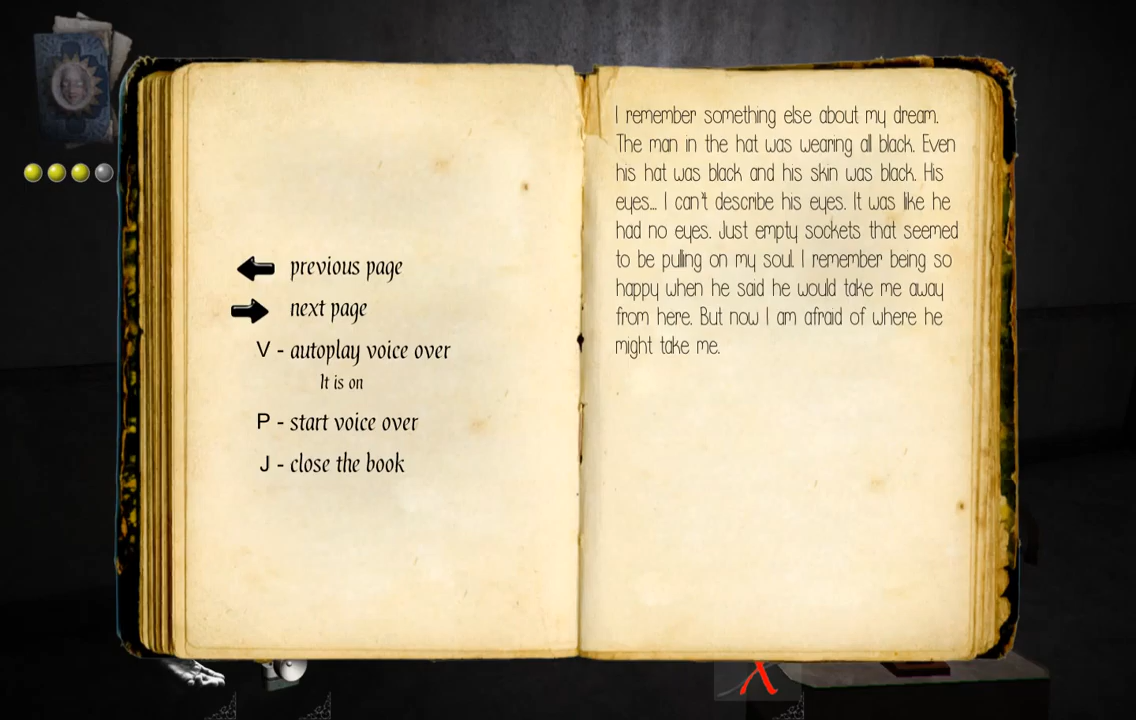 previous page
next page
V - autoplay voice over
It is on
P - start voice over
J - close the book
I remember something else about my dream.
The man in the hat was wearing all black. Even
his hat was black and his skin was black. His
eyes... I can't describe his eyes. It was like he
had no eyes. Just empty sockets that seemed
to be pulling on my soul. I remember being so
happy when he said he would take me away
from here. But now I am afraid of where he
might take me.